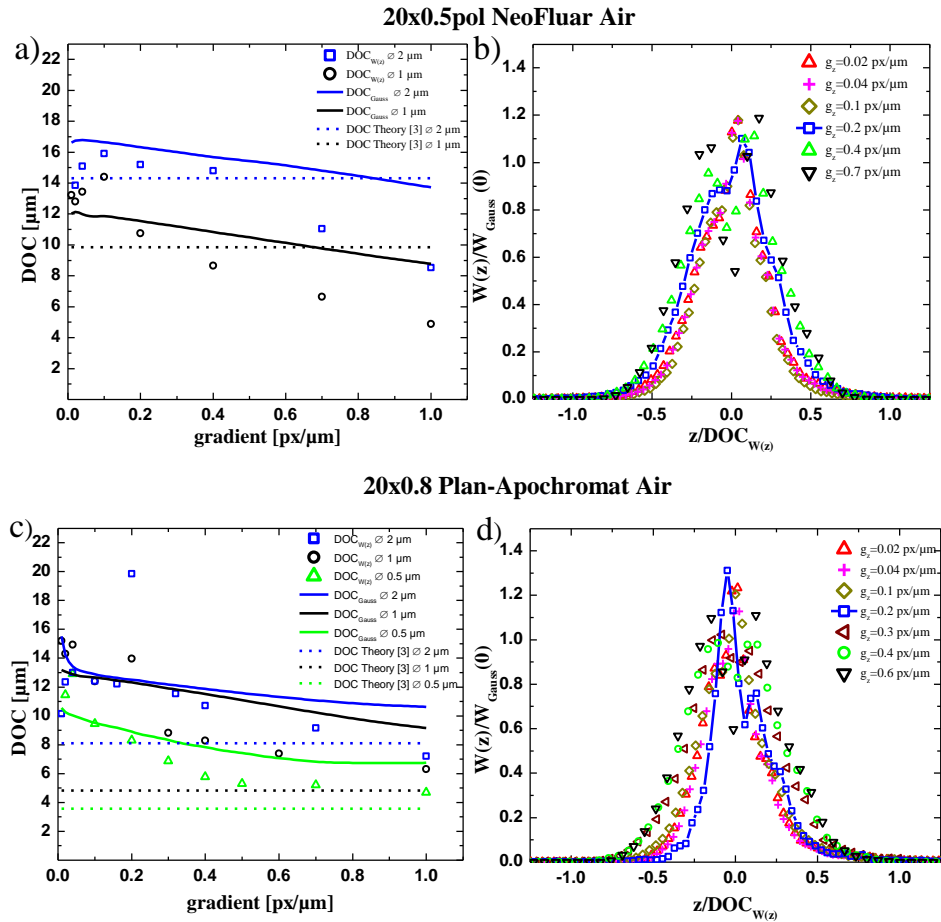 20x0.5pol NeoFluar Air
a)
22
20
18
16
14
12
10
8
6
4
2
DOC [µm]
DOC_W(z) ∅ 2 µm
DOC_W(z) ∅ 1 µm
DOC_Gauss ∅ 2 µm
DOC_Gauss ∅ 1 µm
DOC Theory [3] ∅ 2 µm
DOC Theory [3] ∅ 1 µm
0.0 0.2 0.4 0.6 0.8 1.0
gradient [px/µm]
b)
1.4
1.2
1.0
0.8
0.6
0.4
0.2
0.0
W(z)/W_Gauss (0)
g_z=0.02 px/µm
g_z=0.04 px/µm
g_z=0.1 px/µm
g_z=0.2 px/µm
g_z=0.4 px/µm
g_z=0.7 px/µm
-1.0 -0.5 0.0 0.5 1.0
z/DOC_W(z)
20x0.8 Plan-Apochromat Air
c)
22
20
18
16
14
12
10
8
6
4
2
DOC [µm]
DOC_W(z) ∅ 2 µm
DOC_W(z) ∅ 1 µm
DOC_W(z) ∅ 0.5 µm
DOC_Gauss ∅ 2 µm
DOC_Gauss ∅ 1 µm
DOC_Gauss ∅ 0.5 µm
DOC Theory [3] ∅ 2 µm
DOC Theory [3] ∅ 1 µm
DOC Theory [3] ∅ 0.5 µm
0.0 0.2 0.4 0.6 0.8 1.0
gradient [px/µm]
d)
1.4
1.2
1.0
0.8
0.6
0.4
0.2
0.0
W(z)/W_Gauss(0)
g_z=0.02 px/µm
g_z=0.04 px/µm
g_z=0.1 px/µm
g_z=0.2 px/µm
g_z=0.3 px/µm
g_z=0.4 px/µm
g_z=0.6 px/µm
-1.0 -0.5 0.0 0.5 1.0
z/DOC_W(z)